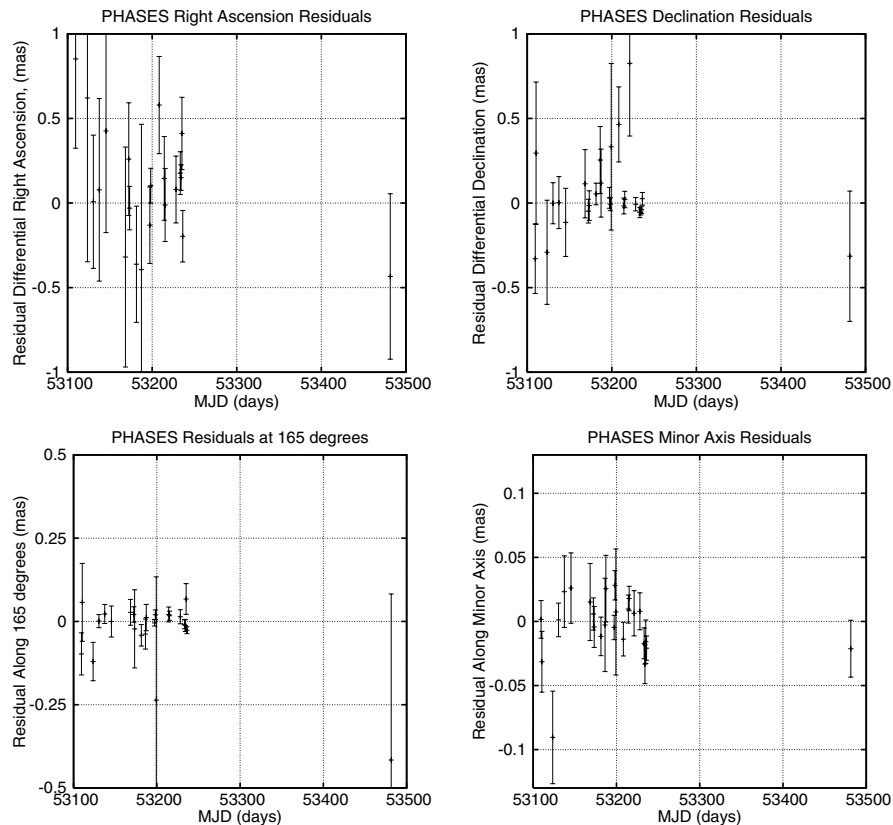 PHASES Right Ascension Residuals
Residual Differential Right Ascension, (mas)
1
0.5
0
-0.5
-1
53100 53200 53300 53400 53500
MJD (days)
PHASES Declination Residuals
Residual Differential Declination (mas)
1
0.5
0
-0.5
-1
53100 53200 53300 53400 53500
MJD (days)
PHASES Residuals at 165 degrees
Residual Along 165 degrees (mas)
0.5
0.25
0
-0.25
-0.5
53100 53200 53300 53400 53500
MJD (days)
PHASES Minor Axis Residuals
Residual Along Minor Axis (mas)
0.1
0.05
0
-0.05
-0.1
53100 53200 53300 53400 53500
MJD (days)